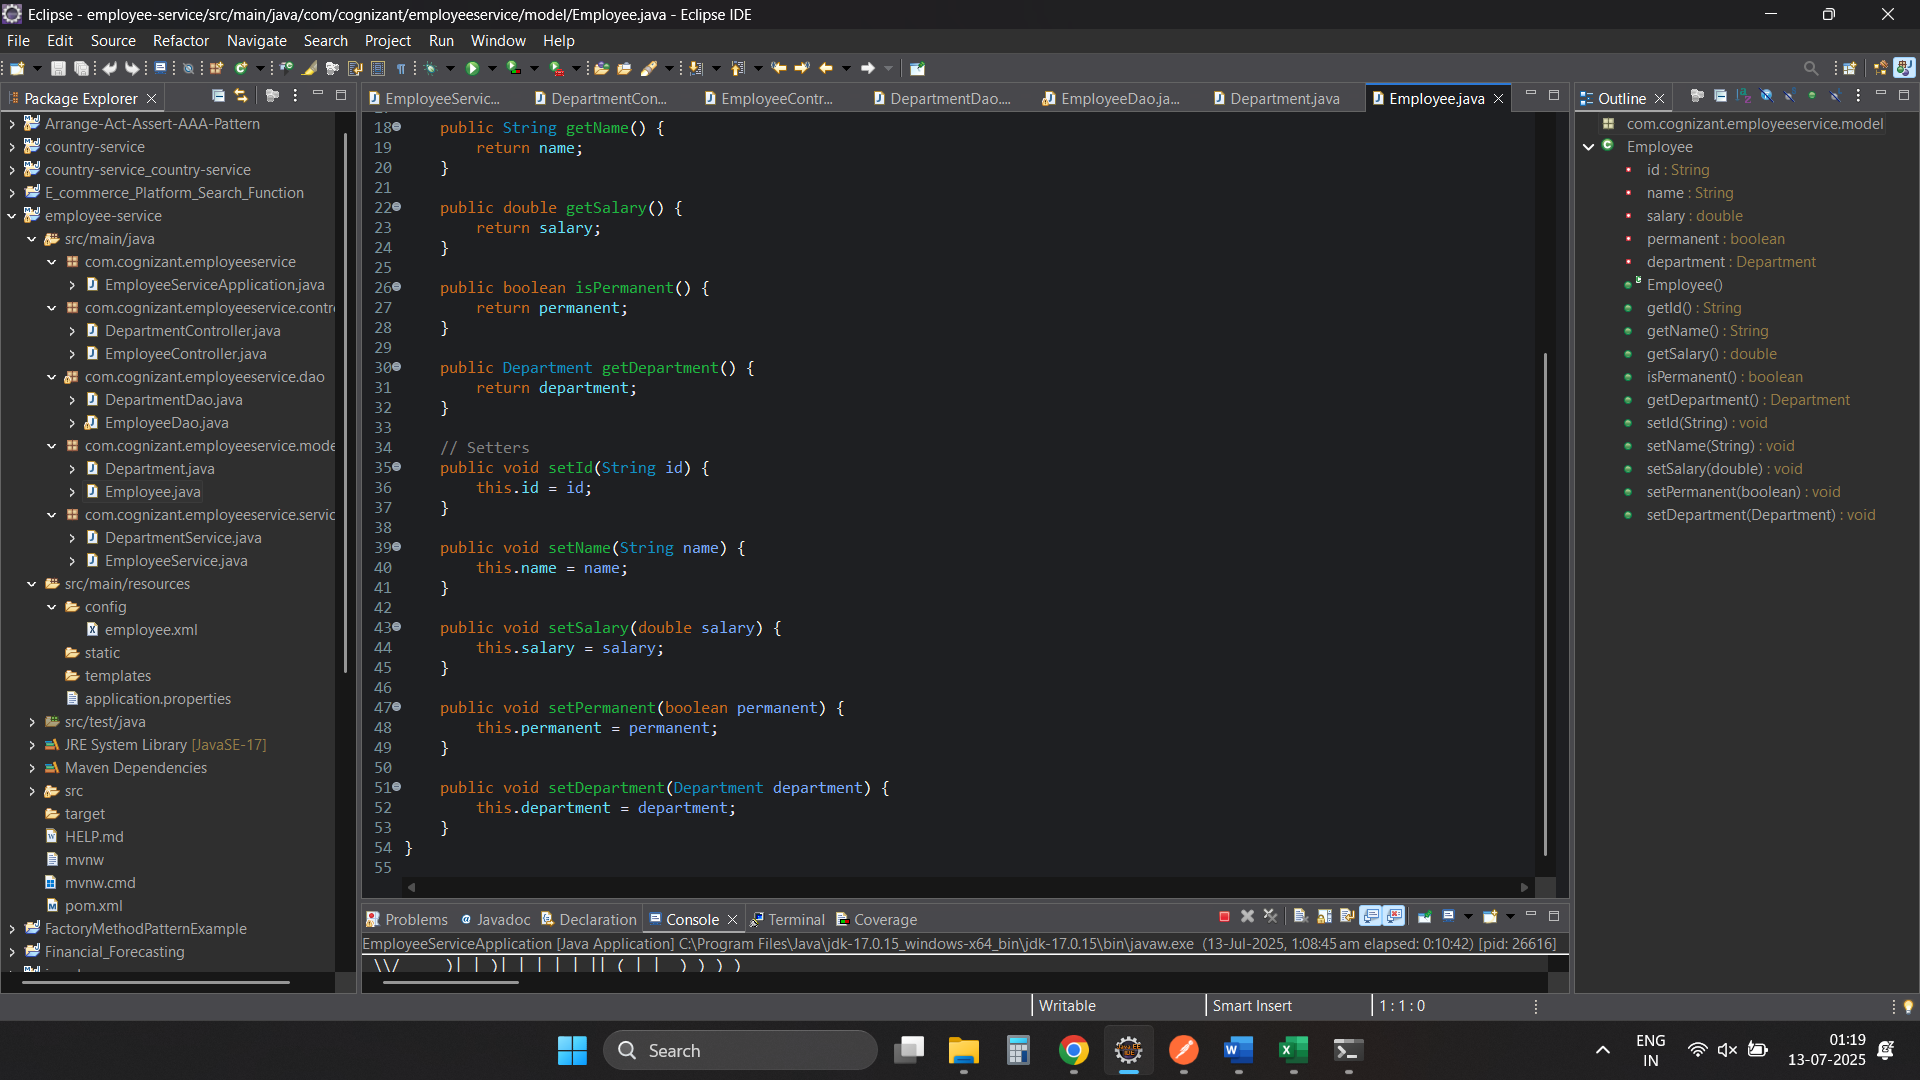 Eclipse - employee-service/src/main/java/com/cognizant/employeeservice/model/Employee.java - Eclipse IDE
File Edit Source Refactor Navigate Search Project Run Window Help
Package Explorer
Arrange-Act-Assert-AAA-Pattern
country-service
country-service_country-service
E_commerce_Platform_Search_Function
employee-service
src/main/java
com.cognizant.employeeservice
EmployeeServiceApplication.java
com.cognizant.employeeservice.contr
DepartmentController.java
EmployeeController.java
com.cognizant.employeeservice.dao
DepartmentDao.java
EmployeeDao.java
com.cognizant.employeeservice.mode
Department.java
Employee.java
com.cognizant.employeeservice.servic
DepartmentService.java
EmployeeService.java
src/main/resources
config
employee.xml
static
templates
application.properties
src/test/java
JRE System Library [JavaSE-17]
Maven Dependencies
src
target
HELP.md
mvnw
mvnw.cmd
pom.xml
FactoryMethodPatternExample
Financial_Forecasting
EmployeeServic... DepartmentCon... EmployeeContr... DepartmentDao.... EmployeeDao.ja... Department.java Employee.java
18 public String getName() {
19 return name;
20 }
21
22 public double getSalary() {
23 return salary;
24 }
25
26 public boolean isPermanent() {
27 return permanent;
28 }
29
30 public Department getDepartment() {
31 return department;
32 }
33
34 // Setters
35 public void setId(String id) {
36 this.id = id;
37 }
38
39 public void setName(String name) {
40 this.name = name;
41 }
42
43 public void setSalary(double salary) {
44 this.salary = salary;
45 }
46
47 public void setPermanent(boolean permanent) {
48 this.permanent = permanent;
49 }
50
51 public void setDepartment(Department department) {
52 this.department = department;
53 }
54 }
55
Problems Javadoc Declaration Console Terminal Coverage
EmployeeServiceApplication [Java Application] C:\Program Files\Java\jdk-17.0.15_windows-x64_bin\jdk-17.0.15\bin\javaw.exe (13-Jul-2025, 1:08:45 am elapsed: 0:10:42) [pid: 26616]
\\/ )| | )| | | | | || ( | | ) ) ) )
Outline
com.cognizant.employeeservice.model
Employee
id : String
name : String
salary : double
permanent : boolean
department : Department
Employee()
getId() : String
getName() : String
getSalary() : double
isPermanent() : boolean
getDepartment() : Department
setId(String) : void
setName(String) : void
setSalary(double) : void
setPermanent(boolean) : void
setDepartment(Department) : void
Writable Smart Insert 1 : 1 : 0
Search
ENG
IN
01:19
13-07-2025